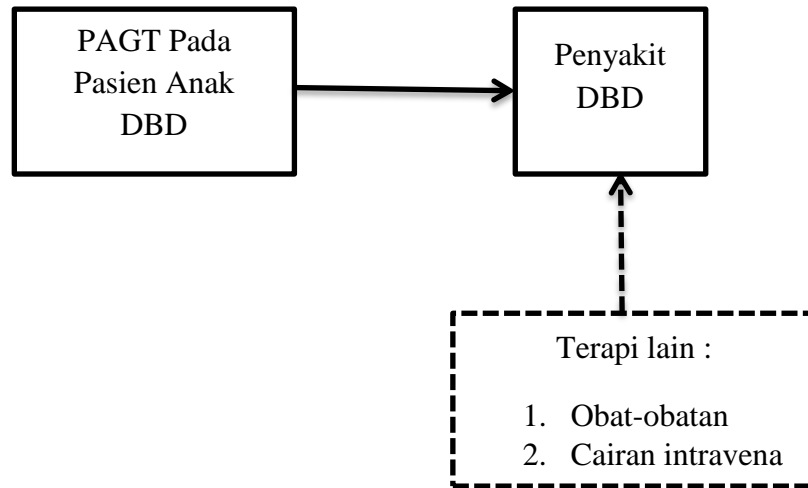 PAGT Pada
Pasien Anak
DBD
Penyakit
DBD
Terapi lain :
1. Obat-obatan
2. Cairan intravena